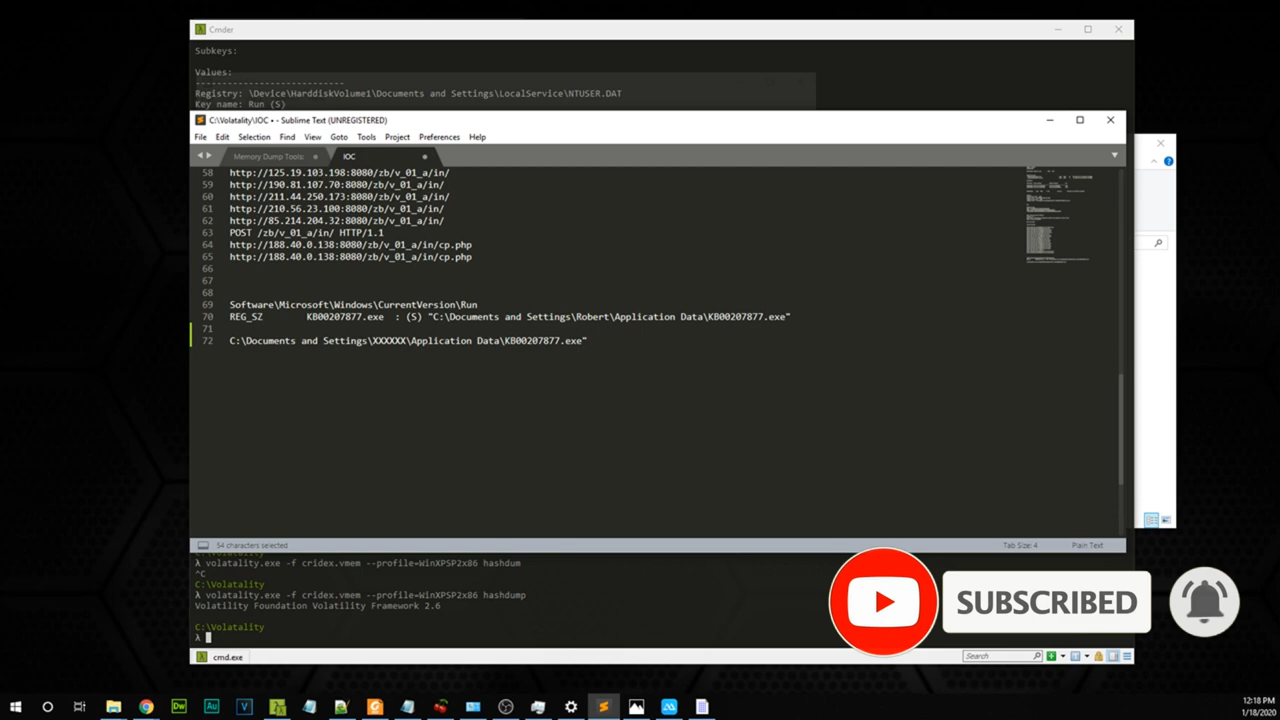 Cmder
Subkeys:
Values:
----------------------------
Registry: \Device\HarddiskVolume1\Documents and Settings\LocalService\NTUSER.DAT
Key name: Run (S)
C:\Volatality\IOC • - Sublime Text (UNREGISTERED)
File Edit Selection Find View Goto Tools Project Preferences Help
Memory Dump Tools: IOC
58 http://125.19.103.198:8080/zb/v_01_a/in/
59 http://190.81.107.70:8080/zb/v_01_a/in/
60 http://211.44.250.173:8080/zb/v_01_a/in/
61 http://210.56.23.100:8080/zb/v_01_a/in/
62 http://85.214.204.32:8080/zb/v_01_a/in/
63 POST /zb/v_01_a/in/ HTTP/1.1
64 http://188.40.0.138:8080/zb/v_01_a/in/cp.php
65 http://188.40.0.138:8080/zb/v_01_a/in/cp.php
66
67
68
69 Software\Microsoft\Windows\CurrentVersion\Run
70 REG_SZ KB00207877.exe : (S) "C:\Documents and Settings\Robert\Application Data\KB00207877.exe"
71
72 C:\Documents and Settings\XXXXXX\Application Data\KB00207877.exe"
54 characters selected Tab Size: 4 Plain Text
C:\Volatality
λ volatality.exe -f cridex.vmem --profile=WinXPSP2x86 hashdum
^C
C:\Volatality
λ volatality.exe -f cridex.vmem --profile=WinXPSP2x86 hashdump
Volatility Foundation Volatility Framework 2.6
C:\Volatality
λ
SUBSCRIBED
cmd.exe Search
Dw Au V
12:18 PM
1/18/2020